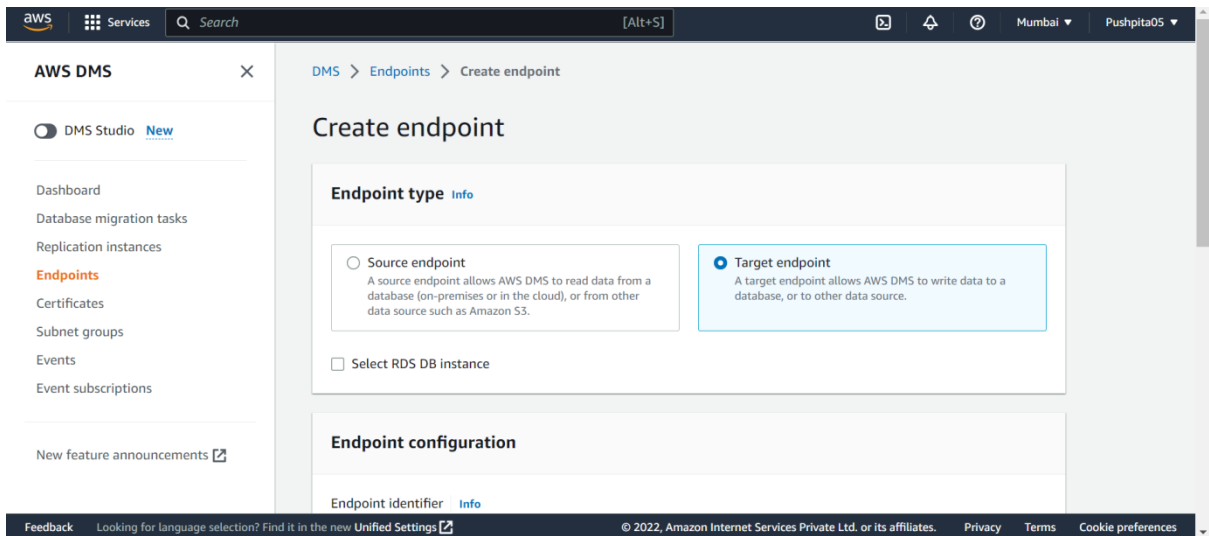 aws
Services
Search
[Alt+S]
Mumbai ▼
Pushpita05 ▼
AWS DMS
DMS Studio New
Dashboard
Database migration tasks
Replication instances
Endpoints
Certificates
Subnet groups
Events
Event subscriptions
New feature announcements
DMS > Endpoints > Create endpoint
Create endpoint
Endpoint type Info
Source endpoint
A source endpoint allows AWS DMS to read data from a
database (on-premises or in the cloud), or from other
data source such as Amazon S3.
Target endpoint
A target endpoint allows AWS DMS to write data to a
database, or to other data source.
Select RDS DB instance
Endpoint configuration
Endpoint identifier Info
Feedback
Looking for language selection? Find it in the new Unified Settings
© 2022, Amazon Internet Services Private Ltd. or its affiliates.
Privacy
Terms
Cookie preferences